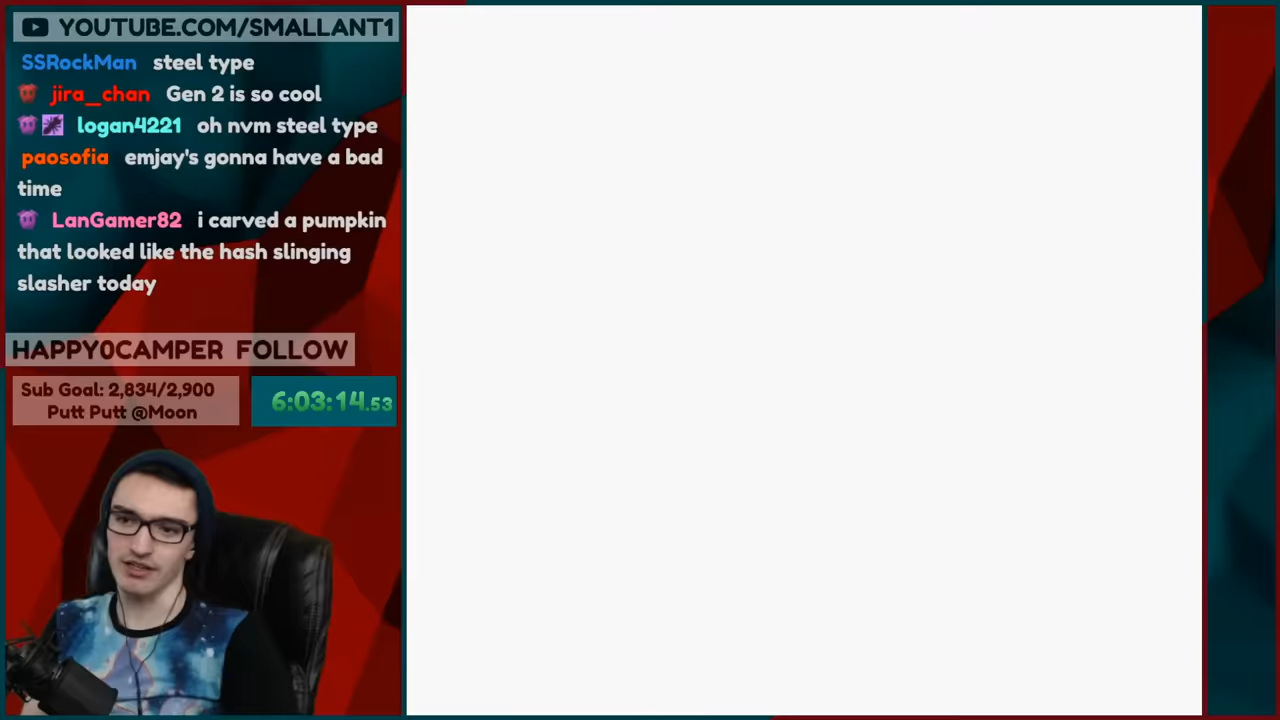 YOUTUBE.COM/SMALLANT1
SSRockMan steel type
jira_chan Gen 2 is so cool
logan4221 oh nvm steel type
paosofia emjay's gonna have a bad
time
LanGamer82 i carved a pumpkin
that looked like the hash slinging
slasher today
HAPPY0CAMPER FOLLOW
Sub Goal: 2,834/2,900
Putt Putt @Moon
6:03:14.53